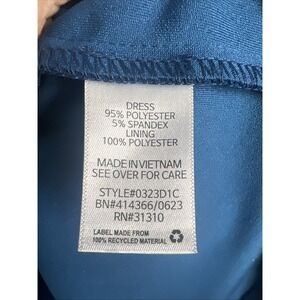 DRESS
95% POLYESTER
5% SPANDEX
LINING
100% POLYESTER
MADE IN VIETNAM
SEE OVER FOR CARE
STYLE#0323D1C
BN#414366/0623
RN#31310
LABEL MADE FROM
100% RECYCLED MATERIAL